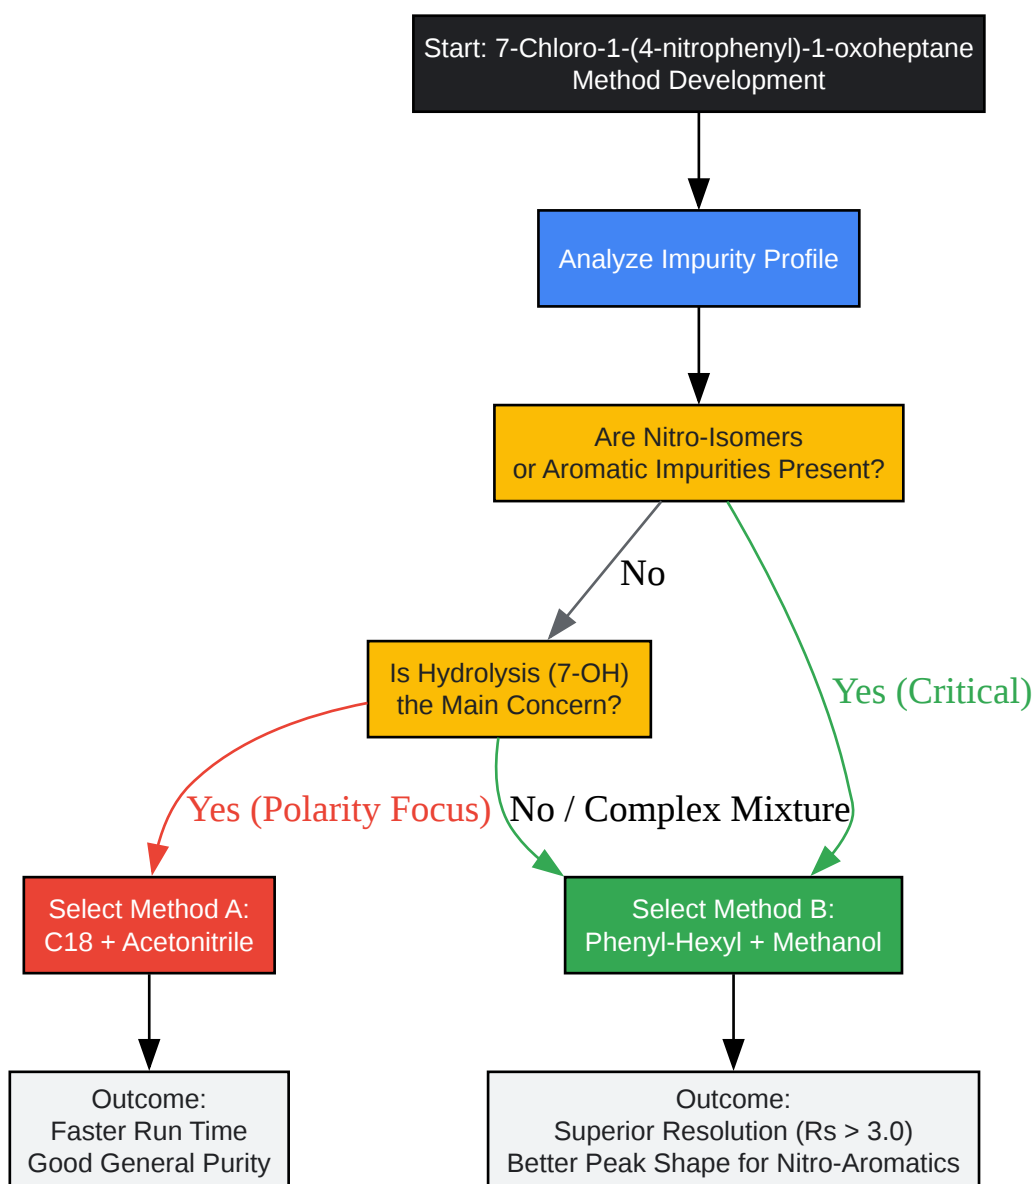 Start: 7-Chloro-1-(4-nitrophenyl)-1-oxoheptane
Method Development
Analyze Impurity Profile
Are Nitro-Isomers
or Aromatic Impurities Present?
No
Yes (Critical)
Is Hydrolysis (7-OH)
the Main Concern?
Yes (Polarity Focus)
No / Complex Mixture
Select Method A:
C18 + Acetonitrile
Select Method B:
Phenyl-Hexyl + Methanol
Outcome:
Faster Run Time
Good General Purity
Outcome:
Superior Resolution (Rs > 3.0)
Better Peak Shape for Nitro-Aromatics